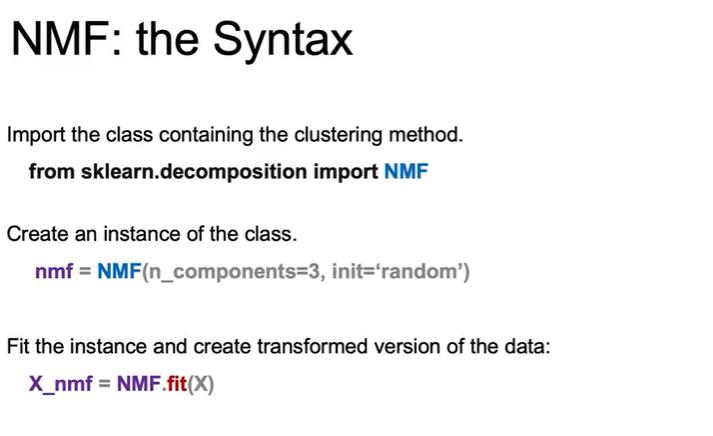 NMF: the Syntax
Import the class containing the clustering method.
from sklearn.decomposition import NMF
Create an instance of the class.
nmf = NMF(n_components=3, init=‘random’)
Fit the instance and create transformed version of the data:
X_nmf = NMF.fit(X)